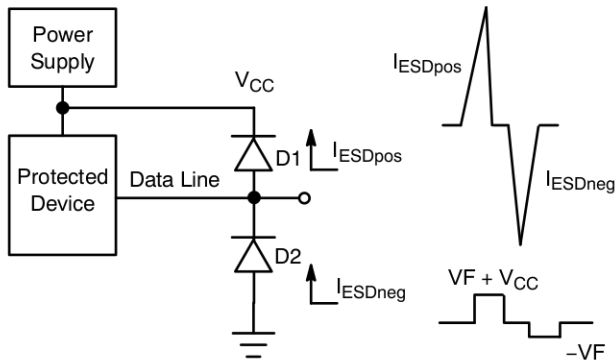 Power
Supply
V_CC
I_ESDpos
D1
I_ESDpos
Protected
Device
Data Line
I_ESDneg
D2
I_ESDneg
VF + V_CC
−VF